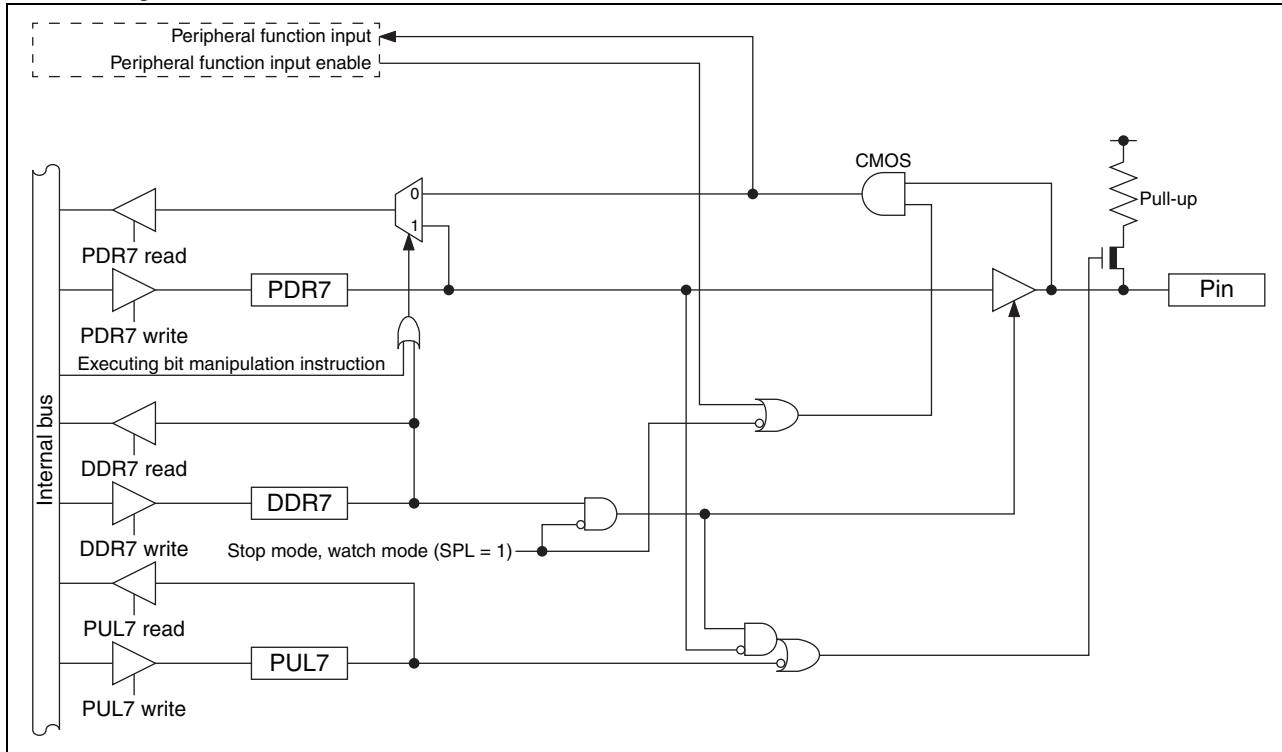 Peripheral function input
Peripheral function input enable
CMOS
Pull-up
0
1
PDR7 read
PDR7
Pin
PDR7 write
Executing bit manipulation instruction
Internal bus
DDR7 read
DDR7
DDR7 write
Stop mode, watch mode (SPL = 1)
PUL7 read
PUL7
PUL7 write